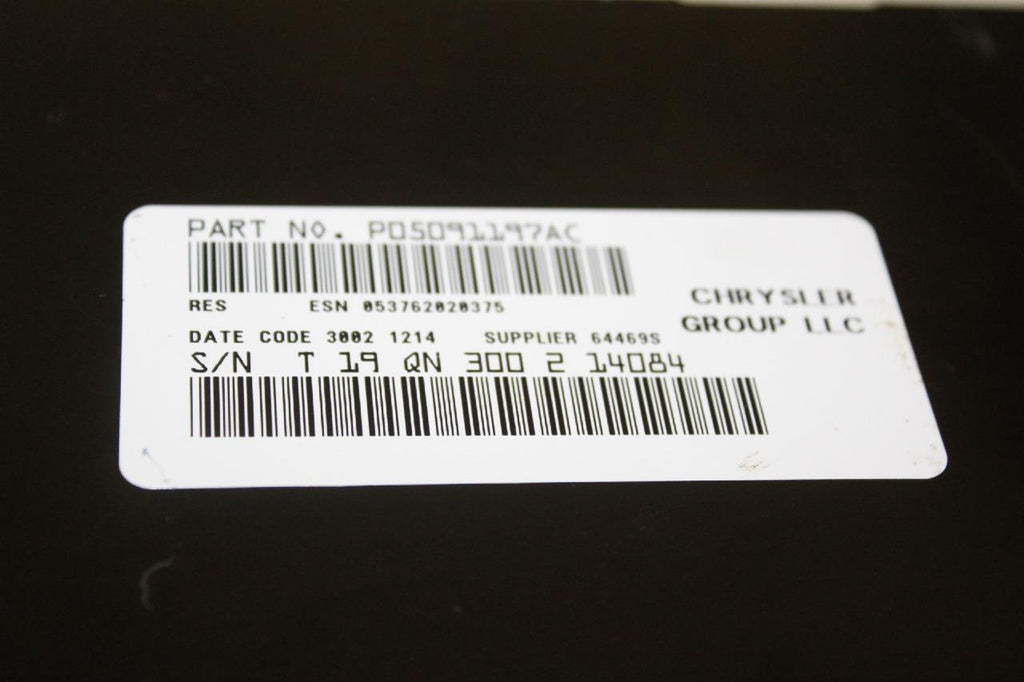 PART NO. P05091197AC
RES ESN 053762020375
CHRYSLER
GROUP LLC
DATE CODE 3002 1214 SUPPLIER 64469S
S/N T 19 QN 300 2 14084